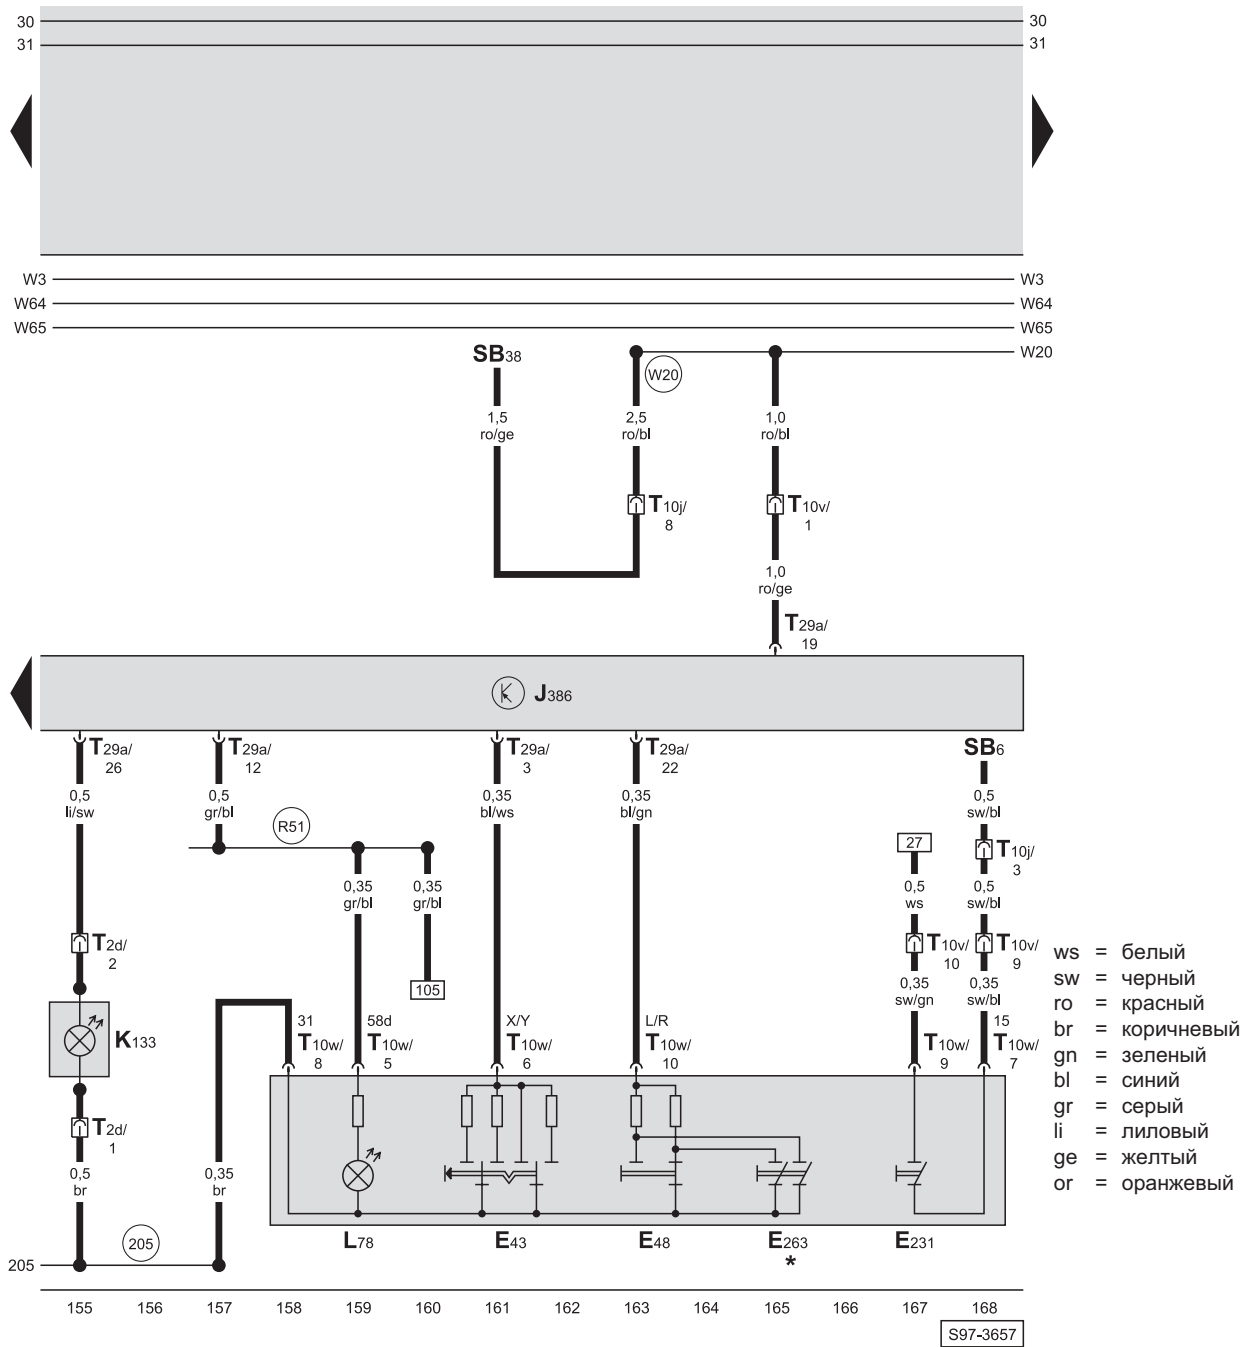 30 30
31 31
W3 W3
W64 W64
W65 W65
SB38 W20
W20
1,5 2,5 1,0
ro/ge ro/bl ro/bl
T10j/ T10v/
8 1
1,0
ro/ge
T29a/
19
J386
T29a/ T29a/ T29a/ T29a/ SB6
26 12 3 22
0,5 0,5 0,35 0,35 0,5
li/sw gr/bl bl/ws bl/gn sw/bl
R51
27 T10j/
3
0,35 0,35 0,5 0,5
gr/bl gr/bl ws sw/bl
T2d/ T10v/ T10v/
2 10 9
105 0,35 0,35
sw/gn sw/bl
31 58d X/Y L/R 15
K133 T10w/ T10w/ T10w/ T10w/ T10w/ T10w/
8 5 6 10 9 7
T2d/
1
0,5 0,35
br br
L78 E43 E48 E263 E231
*
205 205
155 156 157 158 159 160 161 162 163 164 165 166 167 168
S97-3657
ws = белый
sw = черный
ro = красный
br = коричневый
gn = зеленый
bl = синий
gr = серый
li = лиловый
ge = желтый
or = оранжевый